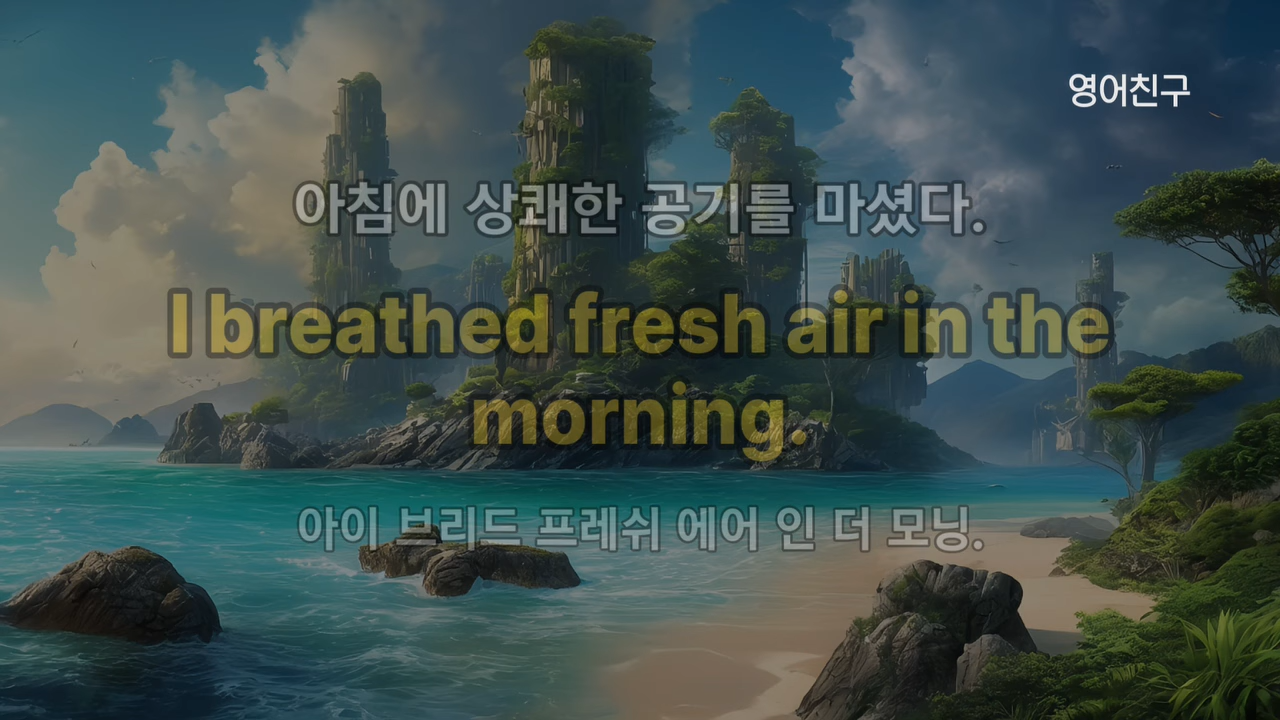 영어친구
아침에 상쾌한 공기를 마셨다.
I breathed fresh air in the
morning.
아이 브리드 프레쉬 에어 인 더 모닝.